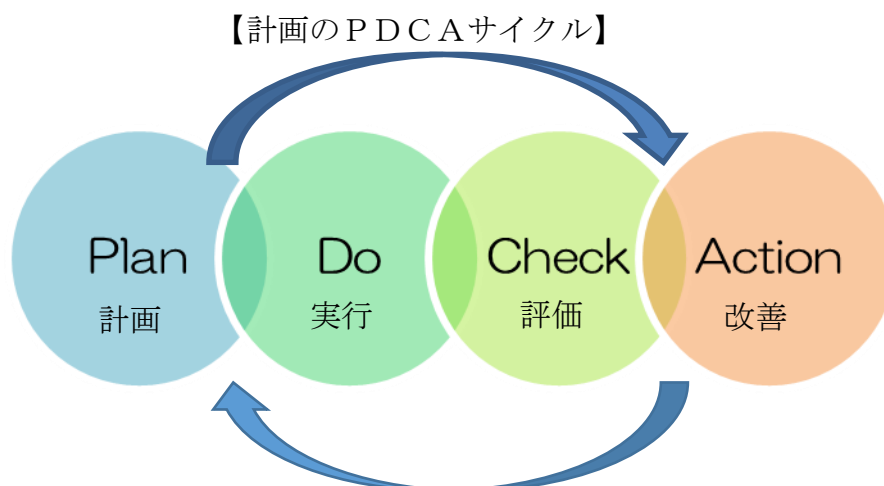 【計画のＰＤＣＡサイクル】
Plan
計画
Do
実行
Check
評価
Action
改善